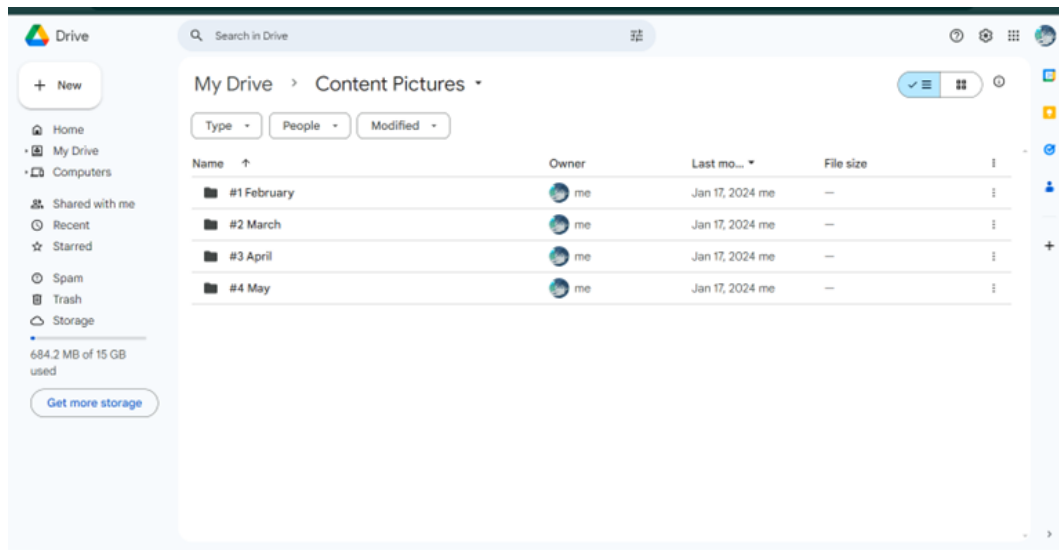 Drive
Search in Drive
New
Home
My Drive
Computers
Shared with me
Recent
Starred
Spam
Trash
Storage
684.2 MB of 15 GB
used
Get more storage
My Drive > Content Pictures
Type People Modified
Name Owner Last mo... File size
#1 February me Jan 17, 2024 me —
#2 March me Jan 17, 2024 me —
#3 April me Jan 17, 2024 me —
#4 May me Jan 17, 2024 me —